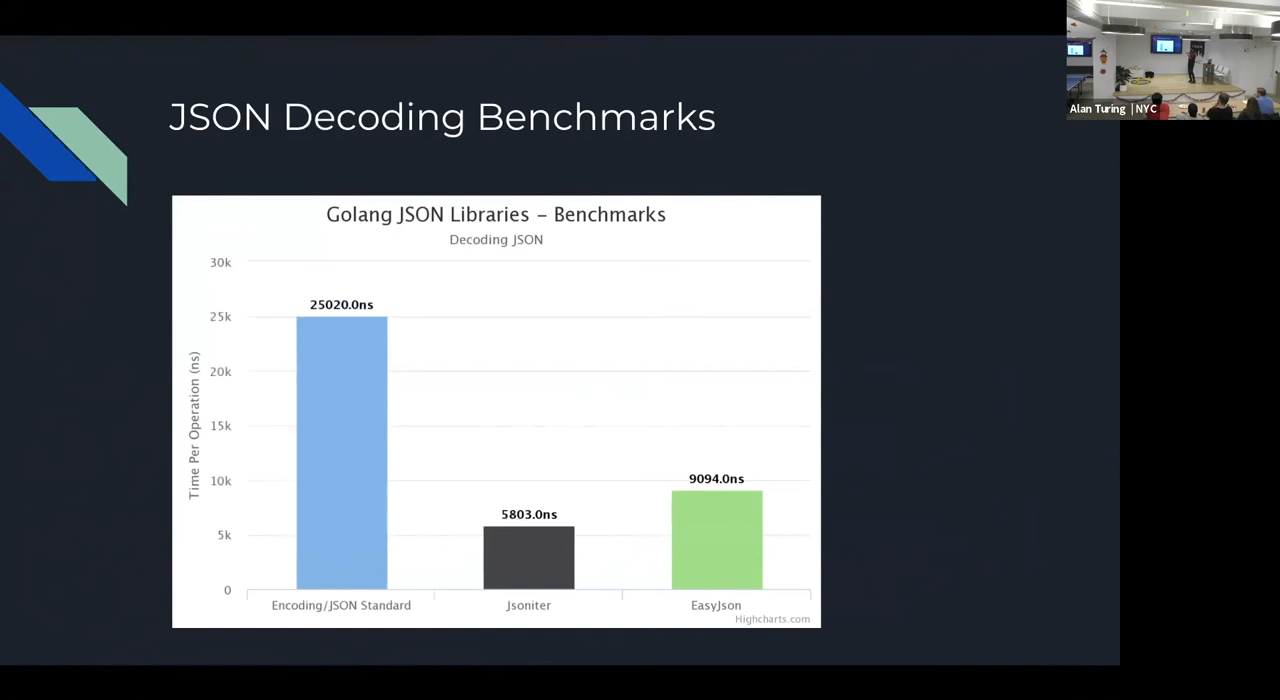 JSON Decoding Benchmarks
Alan Turing | NYC
Golang JSON Libraries – Benchmarks
Decoding JSON
Time Per Operation (ns)
30k
25k
20k
15k
10k
5k
0
25020.0ns
5803.0ns
9094.0ns
Encoding/JSON Standard
Jsoniter
EasyJson
Highcharts.com